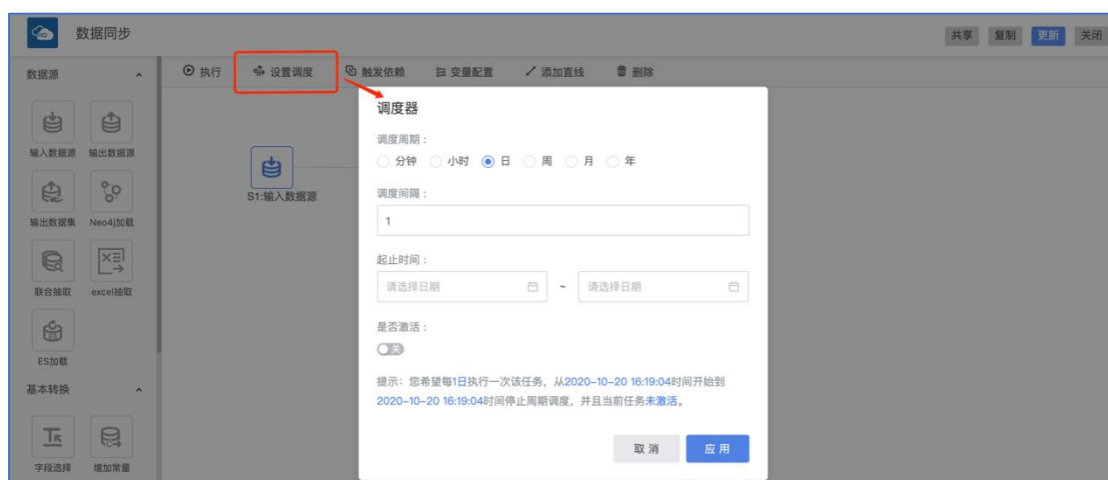 数据同步
共享 复制 更新 关闭
数据源
执行 设置调度 触发依赖 变量配置 添加直线 删除
输入数据源 输出数据源
输出数据集 Neo4j加载
联合抽取 excel抽取
ES加载
基本转换
字段选择 增加常量
S1:输入数据源
调度器
调度周期：
分钟 小时 日 周 月 年
调度间隔：
1
起止时间：
请选择日期 ~ 请选择日期
是否激活：
关
提示：您希望每1日执行一次该任务，从2020-10-20 16:19:04时间开始到
2020-10-20 16:19:04时间停止周期调度，并且当前任务未激活。
取消 应用